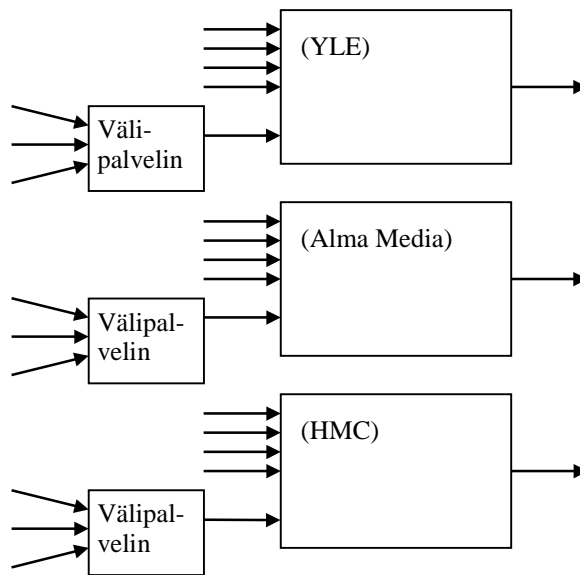 (YLE)
Väli-
palvelin
(Alma Media)
Välipal-
velin
(HMC)
Välipal-
velin